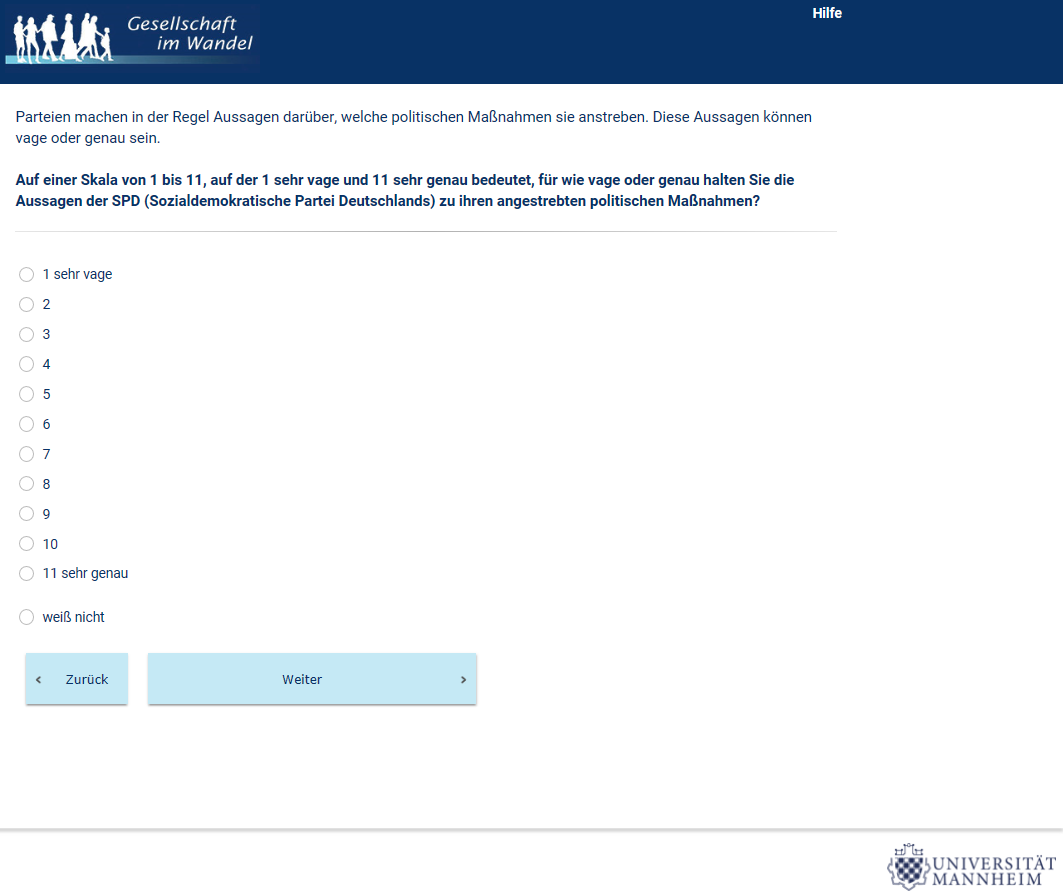 Gesellschaft
im Wandel
Hilfe
Parteien machen in der Regel Aussagen darüber, welche politischen Maßnahmen sie anstreben. Diese Aussagen können
vage oder genau sein.
Auf einer Skala von 1 bis 11, auf der 1 sehr vage und 11 sehr genau bedeutet, für wie vage oder genau halten Sie die
Aussagen der SPD (Sozialdemokratische Partei Deutschlands) zu ihren angestrebten politischen Maßnahmen?
1 sehr vage
2
3
4
5
6
7
8
9
10
11 sehr genau
weiß nicht
Zurück
Weiter
UNIVERSITÄT
MANNHEIM